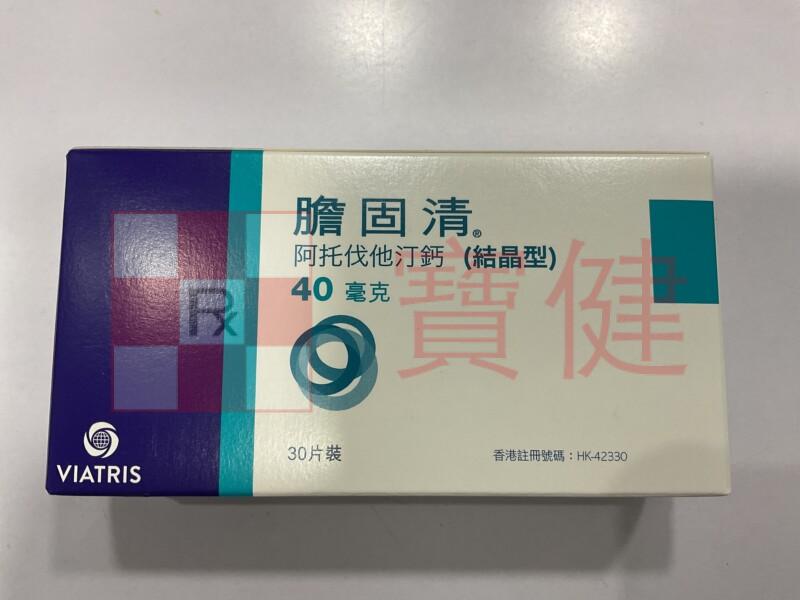 膽固清®
阿托伐他汀鈣 (結晶型)
40 毫克
Rx
寶健
30片裝
香港註冊號碼：HK-42330
VIATRIS